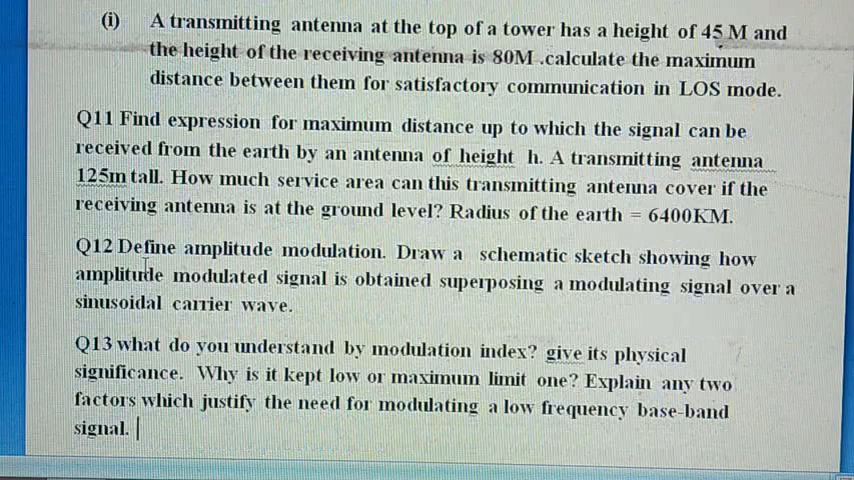 (i) A transmitting antenna at the top of a tower has a height of 45 M and
the height of the receiving antenna is 80M .calculate the maximum
distance between them for satisfactory communication in LOS mode.
Q11 Find expression for maximum distance up to which the signal can be
received from the earth by an antenna of height h. A transmitting antenna
125m tall. How much service area can this transmitting antenna cover if the
receiving antenna is at the ground level? Radius of the earth = 6400KM.
Q12 Define amplitude modulation. Draw a schematic sketch showing how
amplitude modulated signal is obtained superposing a modulating signal over a
sinusoidal carrier wave.
Q13 what do you understand by modulation index? give its physical
significance. Why is it kept low or maximum limit one? Explain any two
factors which justify the need for modulating a low frequency base-band
signal.